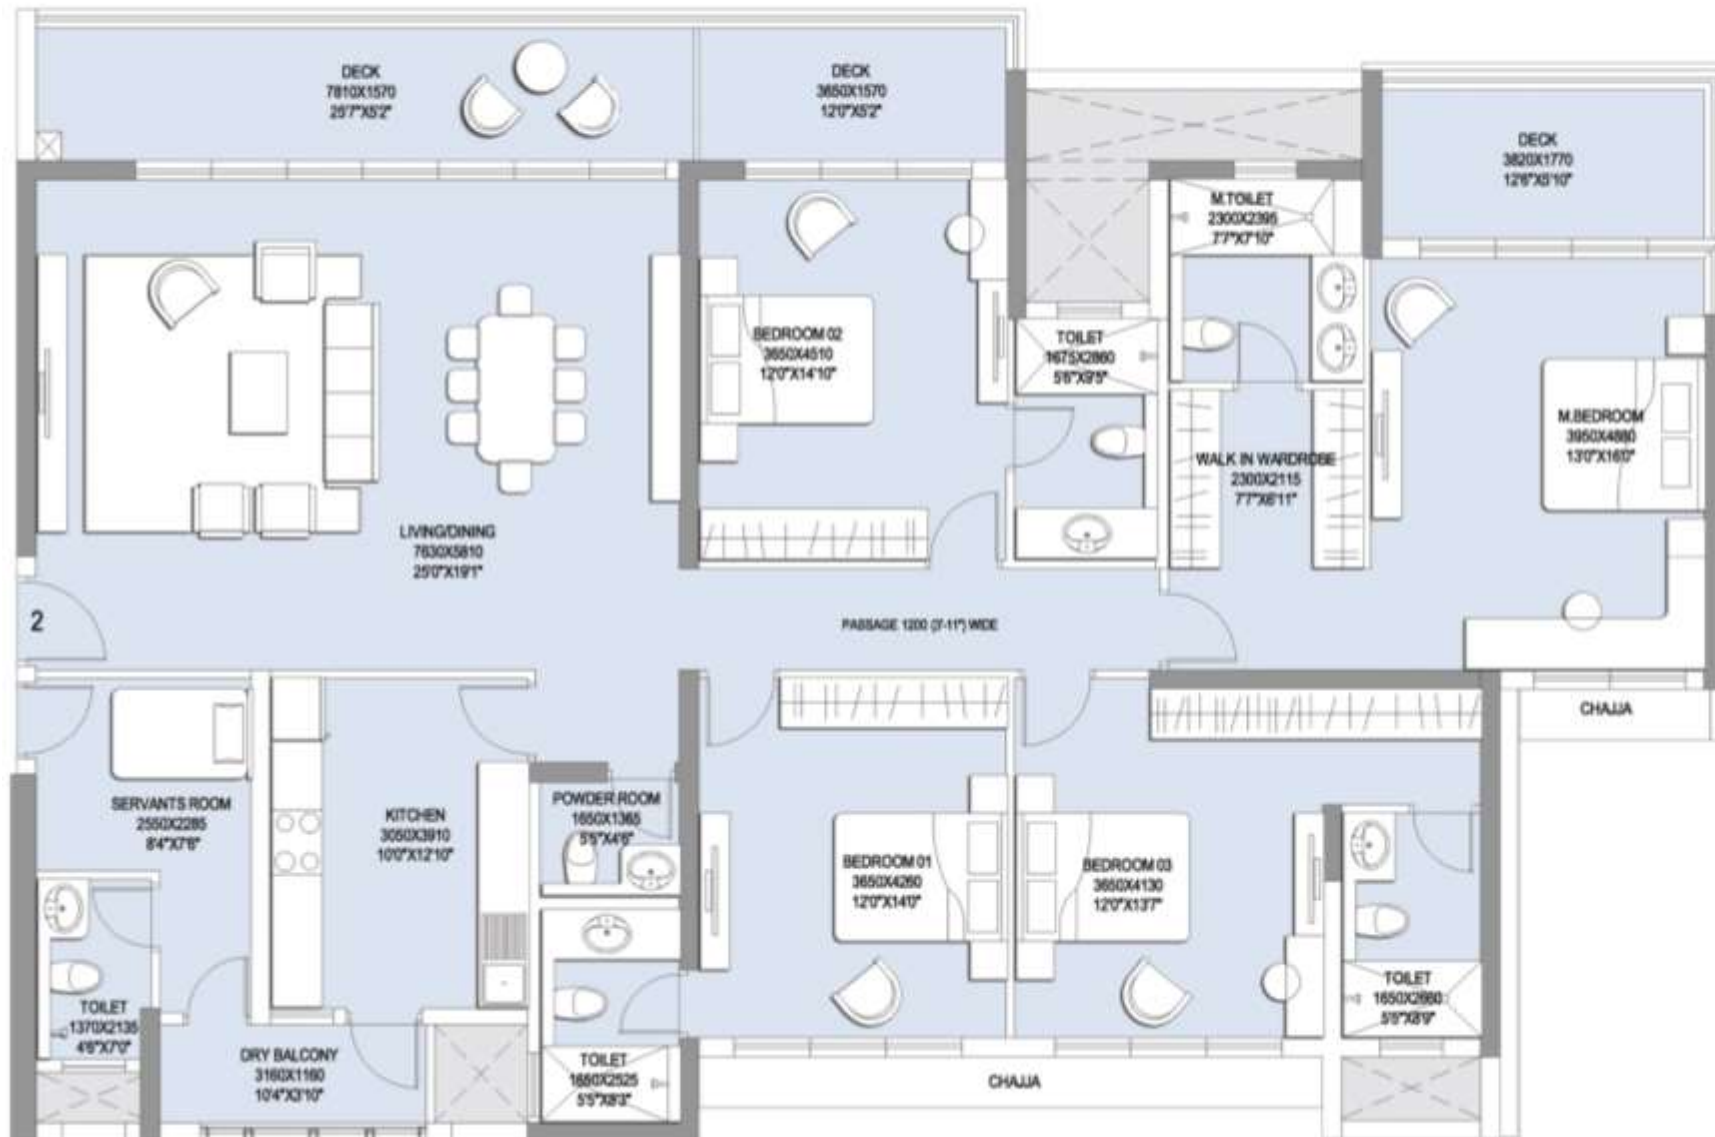 DECK
7810X1570
25'7"X5'2"
DECK
3650X1570
12'0"X5'2"
DECK
3820X1770
12'6"X5'10"
M.TOILET
2300X2395
7'7"X7'10"
BEDROOM 02
3650X4510
12'0"X14'10"
TOILET
1675X2860
5'6"X9'5"
M.BEDROOM
3950X4880
13'0"X16'0"
WALK IN WARDROBE
2300X2115
7'7"X6'11"
LIVING/DINING
7630X5810
25'0"X19'1"
2
PASSAGE 1200 (3'-11") WIDE
CHAJJA
SERVANTS ROOM
2550X2285
8'4"X7'6"
KITCHEN
3050X3910
10'0"X12'10"
POWDER ROOM
1650X1365
5'5"X4'6"
BEDROOM 01
3650X4260
12'0"X14'0"
BEDROOM 03
3650X4130
12'0"X13'7"
TOILET
1650X2660
5'5"X8'9"
TOILET
1370X2135
4'6"X7'0"
DRY BALCONY
3160X1160
10'4"X3'10"
TOILET
1650X2525
5'5"X8'3"
CHAJJA